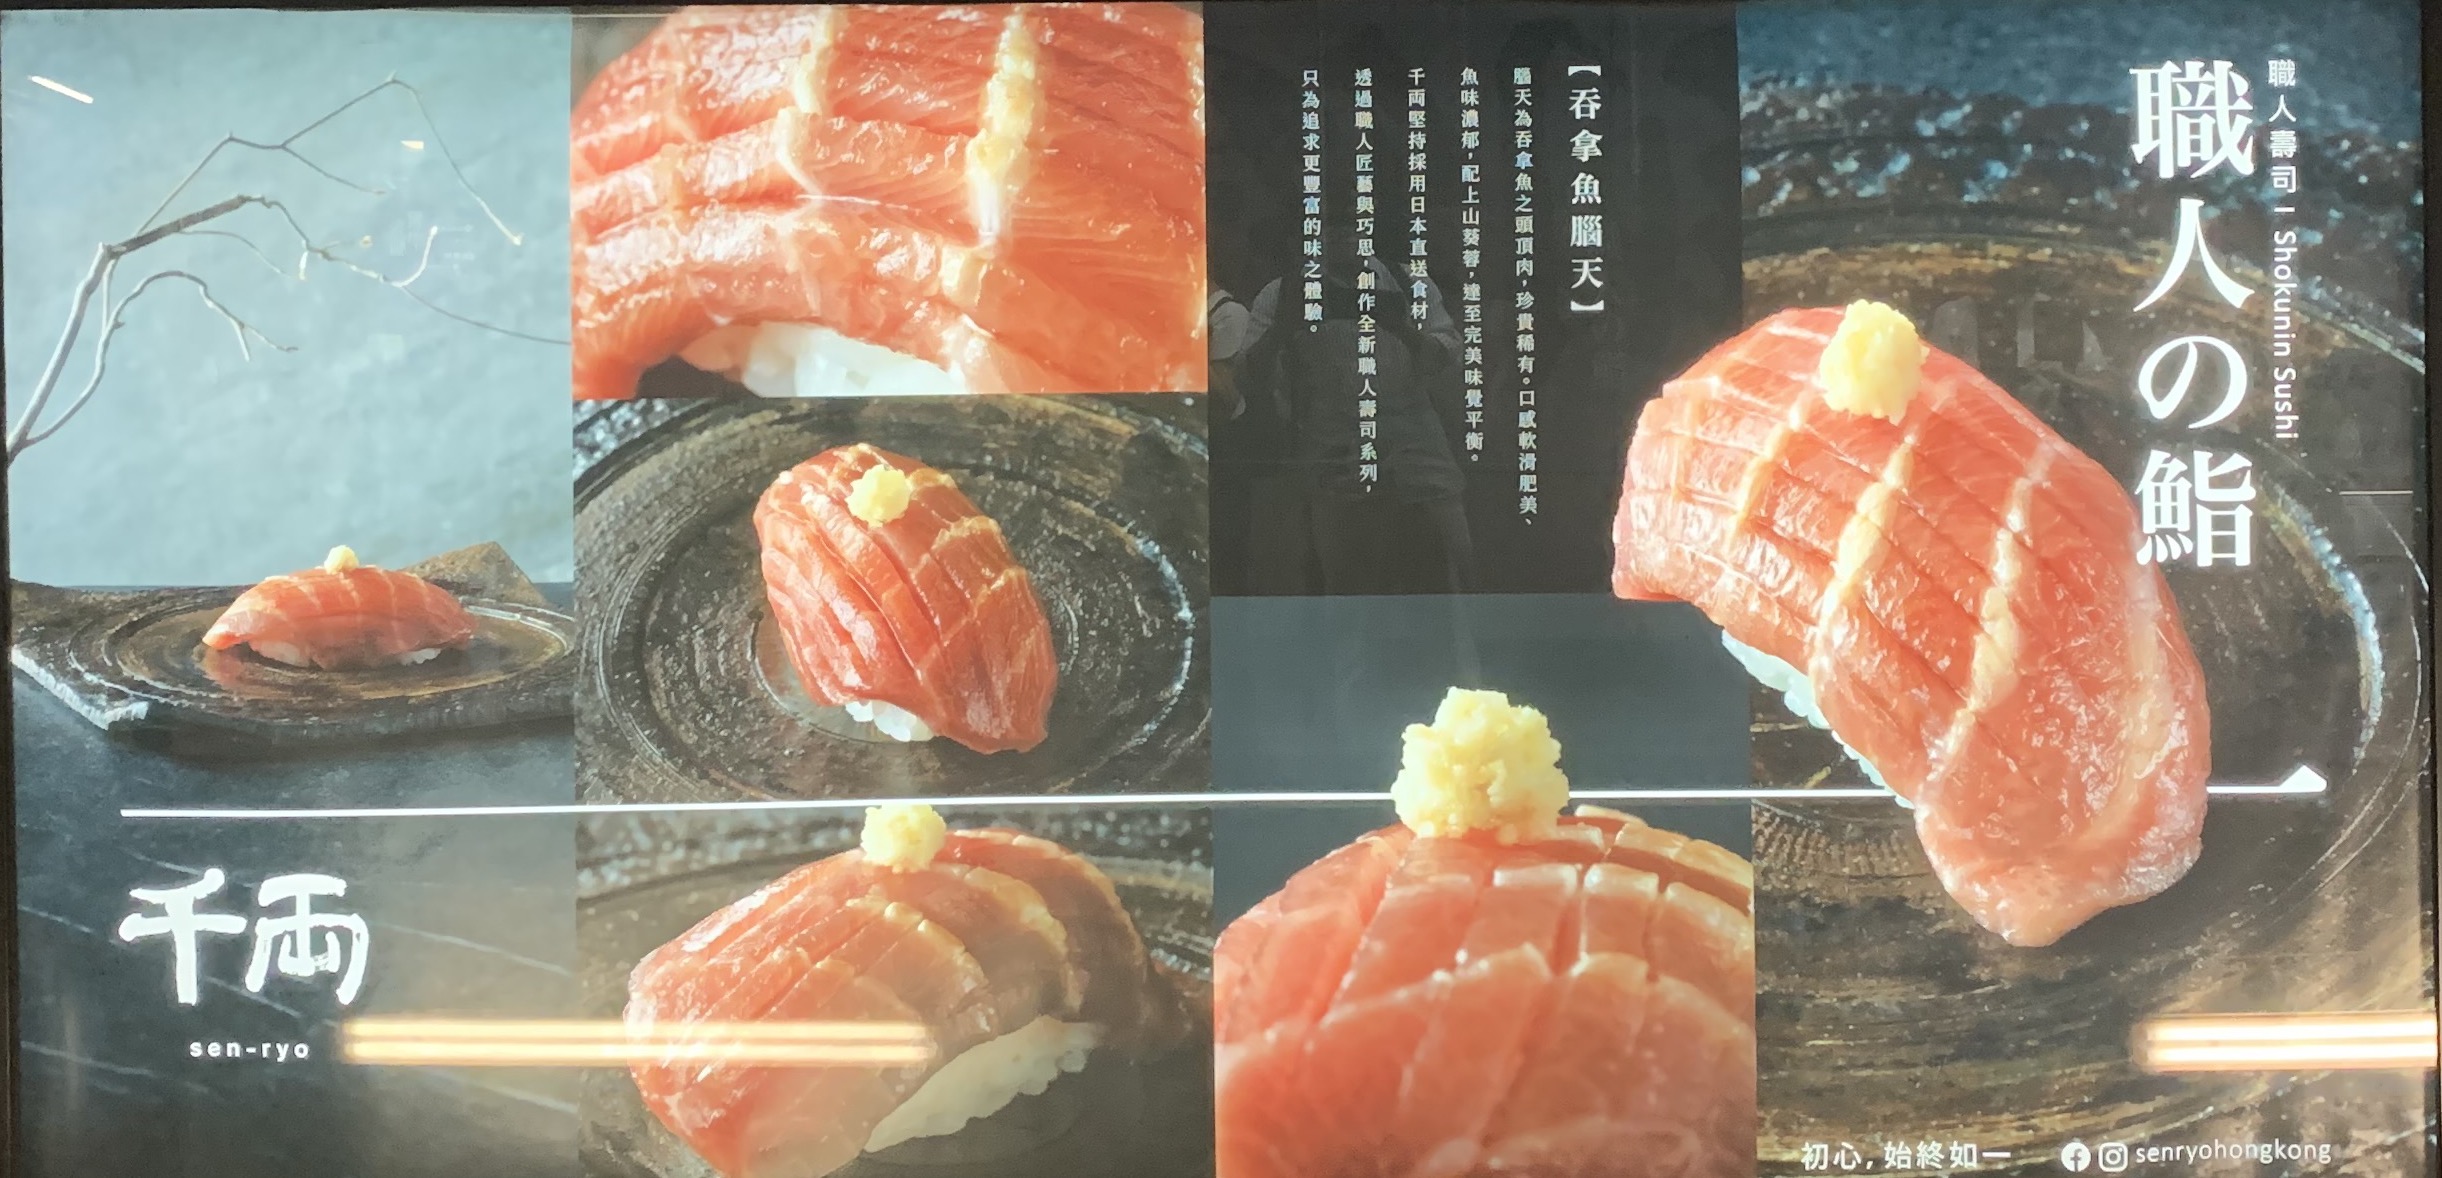 職人壽司 | Shokunin Sushi
職人の鮨
【吞拿魚腦天】
腦天為吞拿魚之頭頂肉，珍貴稀有。口感軟滑肥美、
魚味濃郁，配上山葵蓉，達至完美味覺平衡。
千両堅持採用日本直送食材，
透過職人匠藝與巧思，創作全新職人壽司系列，
只為追求更豐富的味之體驗。
千両
sen-ryo
初心，始終如一
senryohongkong